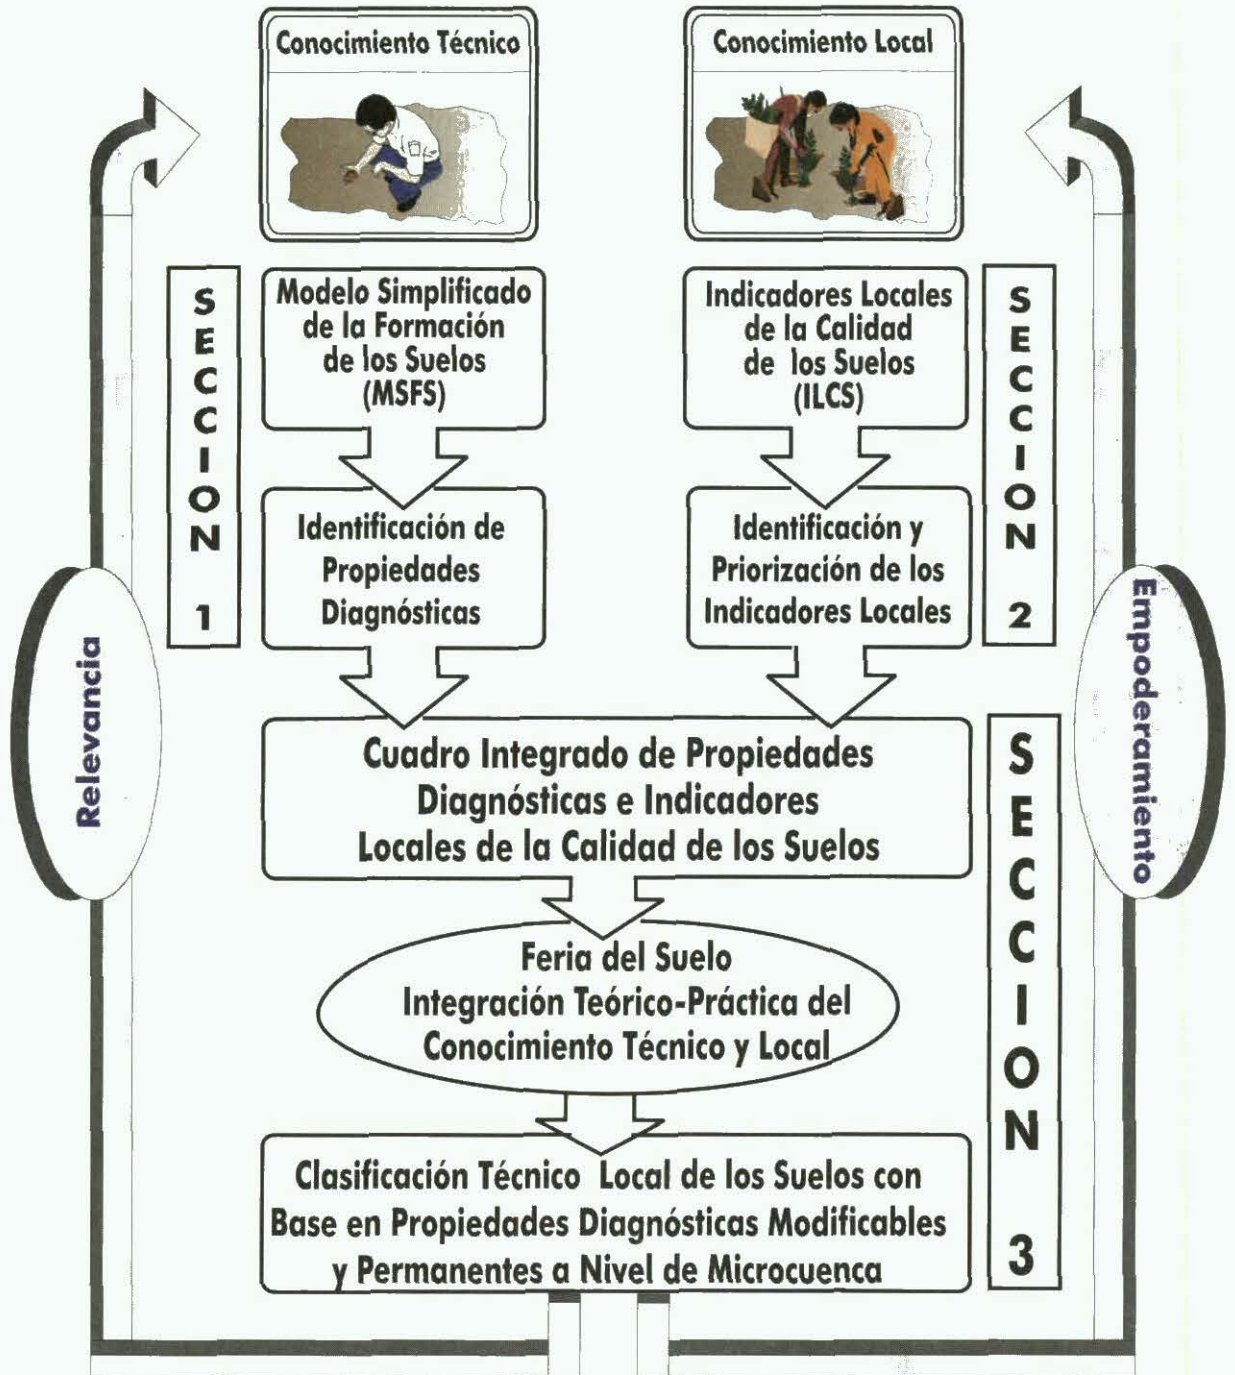 Conocimiento Técnico
Conocimiento Local
SECCION 1
Modelo Simplificado
de la Formación
de los Suelos
(MSFS)
Indicadores Locales
de la Calidad
de los Suelos
(ILCS)
SECCION 2
Identificación de
Propiedades
Diagnósticas
Identificación y
Priorización de los
Indicadores Locales
Relevancia
Empoderamiento
Cuadro Integrado de Propiedades
Diagnósticas e Indicadores
Locales de la Calidad de los Suelos
SECCION 3
Feria del Suelo
Integración Teórico-Práctica del
Conocimiento Técnico y Local
Clasificación Técnico Local de los Suelos con
Base en Propiedades Diagnósticas Modificables
y Permanentes a Nivel de Microcuenca